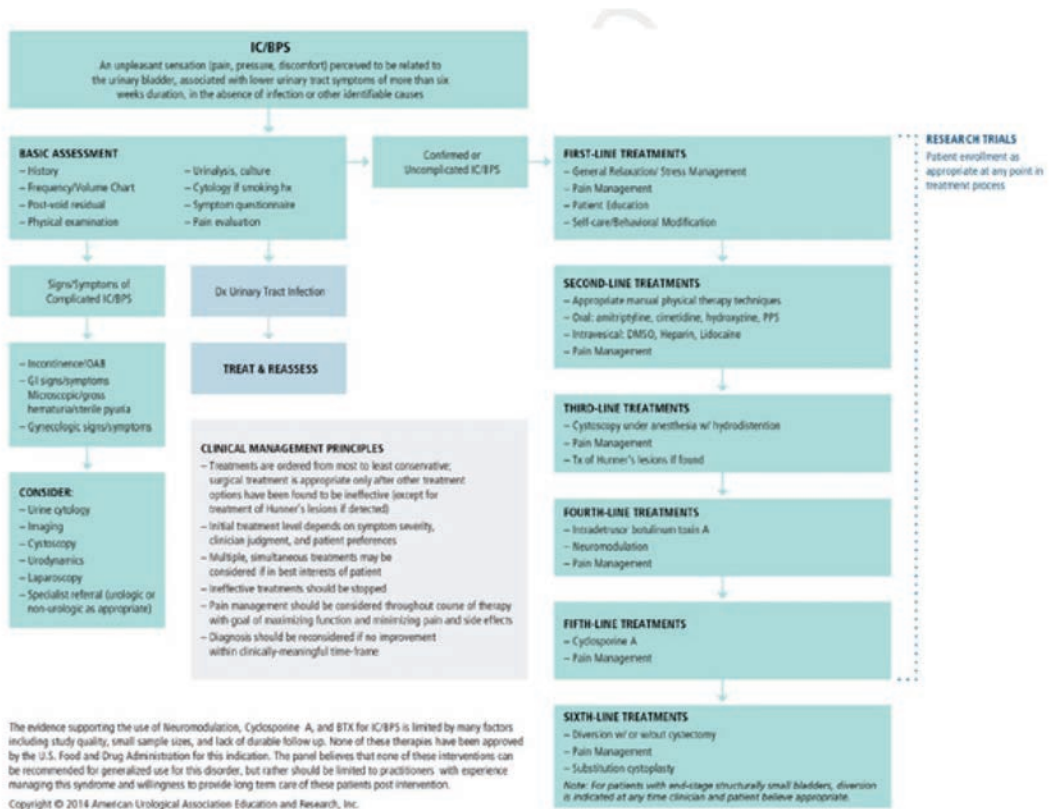 IC/BPS
An unpleasant sensation (pain, pressure, discomfort) perceived to be related to
the urinary bladder, associated with lower urinary tract symptoms of more than six
weeks duration, in the absence of infection or other identifiable causes
BASIC ASSESSMENT
– History
– Frequency/Volume Chart
– Post-void residual
– Physical examination
– Urinalysis, culture
– Cytology if smoking hx
– Symptom questionnaire
– Pain evaluation
Confirmed or
Uncomplicated IC/BPS
Signs/Symptoms of
Complicated IC/BPS
Dx Urinary Tract Infection
TREAT & REASSESS
– Incontinence/OAB
– GI signs/symptoms
Microscopic/gross
hematuria/sterile pyuria
– Gynecologic signs/symptoms
CONSIDER:
– Urine cytology
– Imaging
– Cystoscopy
– Urodynamics
– Laparoscopy
– Specialist referral (urologic or
non-urologic as appropriate)
CLINICAL MANAGEMENT PRINCIPLES
– Treatments are ordered from most to least conservative;
surgical treatment is appropriate only after other treatment
options have been found to be ineffective (except for
treatment of Hunner's lesions if detected)
– Initial treatment level depends on symptom severity,
clinician judgment, and patient preferences
– Multiple, simultaneous treatments may be
considered if in best interests of patient
– Ineffective treatments should be stopped
– Pain management should be considered throughout course of therapy
with goal of maximizing function and minimizing pain and side effects
– Diagnosis should be reconsidered if no improvement
within clinically-meaningful time-frame
FIRST-LINE TREATMENTS
– General Relaxation/ Stress Management
– Pain Management
– Patient Education
– Self-care/Behavioral Modification
SECOND-LINE TREATMENTS
– Appropriate manual physical therapy techniques
– Oral: amitriptyline, cimetidine, hydroxyzine, PPS
– Intravesical: DMSO, Heparin, Lidocaine
– Pain Management
THIRD-LINE TREATMENTS
– Cystoscopy under anesthesia w/ hydrodistention
– Pain Management
– Tx of Hunner's lesions if found
FOURTH-LINE TREATMENTS
– Intradetrusor botulinum toxin A
– Neuromodulation
– Pain Management
FIFTH-LINE TREATMENTS
– Cyclosporine A
– Pain Management
SIXTH-LINE TREATMENTS
– Diversion w/ or w/out cystectomy
– Pain Management
– Substitution cystoplasty
Note: For patients with end-stage structurally small bladders, diversion
is indicated at any time clinician and patient believe appropriate.
RESEARCH TRIALS
Patient enrollment as
appropriate at any point in
treatment process
The evidence supporting the use of Neuromodulation, Cyclosporine A, and BTX for IC/BPS is limited by many factors
including study quality, small sample sizes, and lack of durable follow up. None of these therapies have been approved
by the U.S. Food and Drug Administration for this indication. The panel believes that none of these interventions can
be recommended for generalized use for this disorder, but rather should be limited to practitioners with experience
managing this syndrome and willingness to provide long term care of these patients post intervention.
Copyright © 2014 American Urological Association Education and Research, Inc.